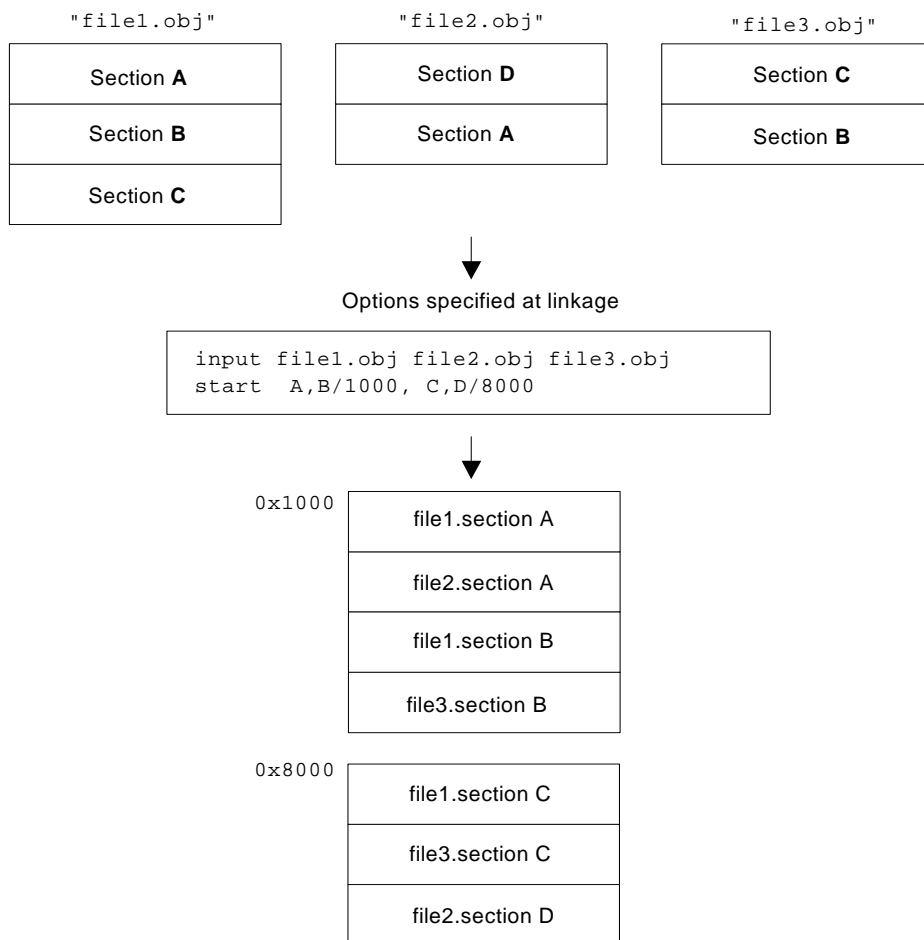 "file1.obj"
Section A
Section B
Section C
"file2.obj"
Section D
Section A
"file3.obj"
Section C
Section B
Options specified at linkage
input file1.obj file2.obj file3.obj
start  A,B/1000, C,D/8000
0x1000
file1.section A
file2.section A
file1.section B
file3.section B
0x8000
file1.section C
file3.section C
file2.section D